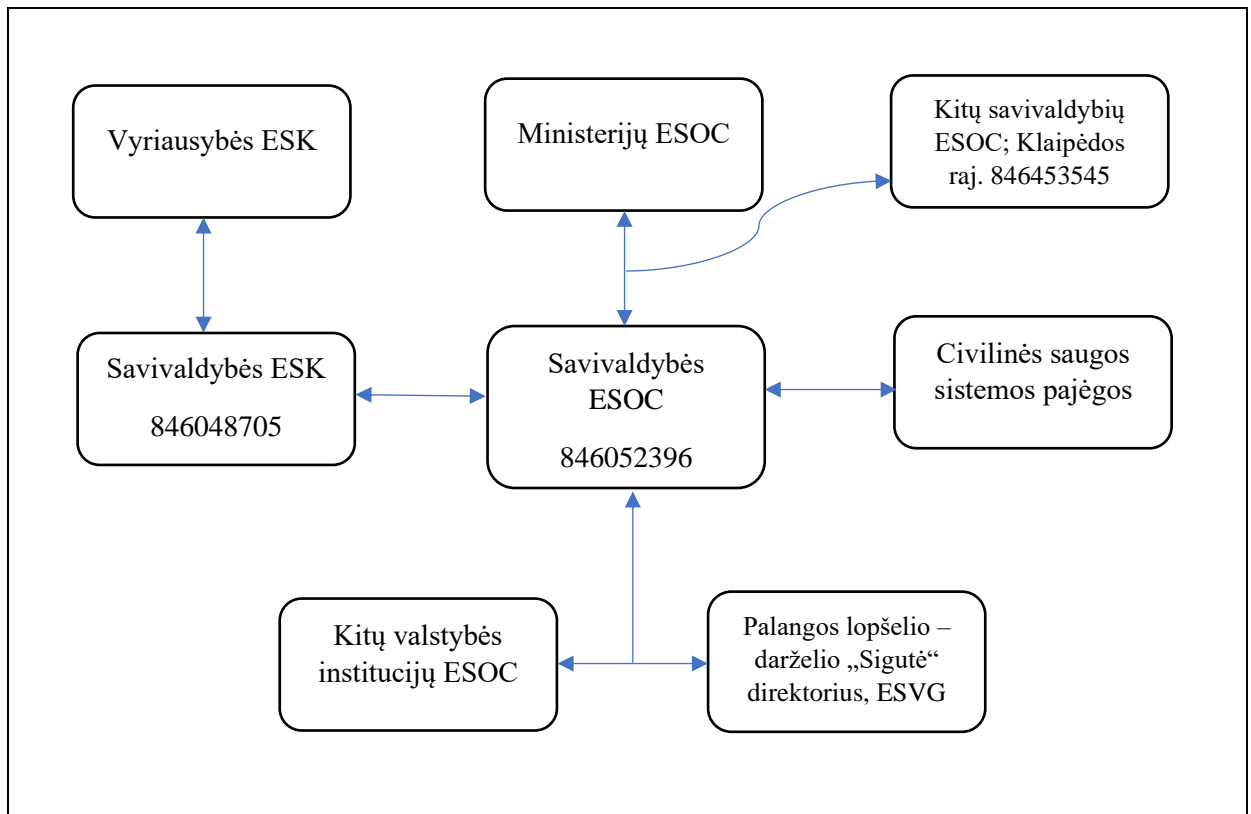 Vyriausybės ESK
Ministerijų ESOC
Kitų savivaldybių
ESOC; Klaipėdos
raj. 846453545
Savivaldybės ESK
846048705
Savivaldybės
ESOC
846052396
Civilinės saugos
sistemos pajėgos
Kitų valstybės
institucijų ESOC
Palangos lopšelio –
darželio „Sigutė“
direktorius, ESVG